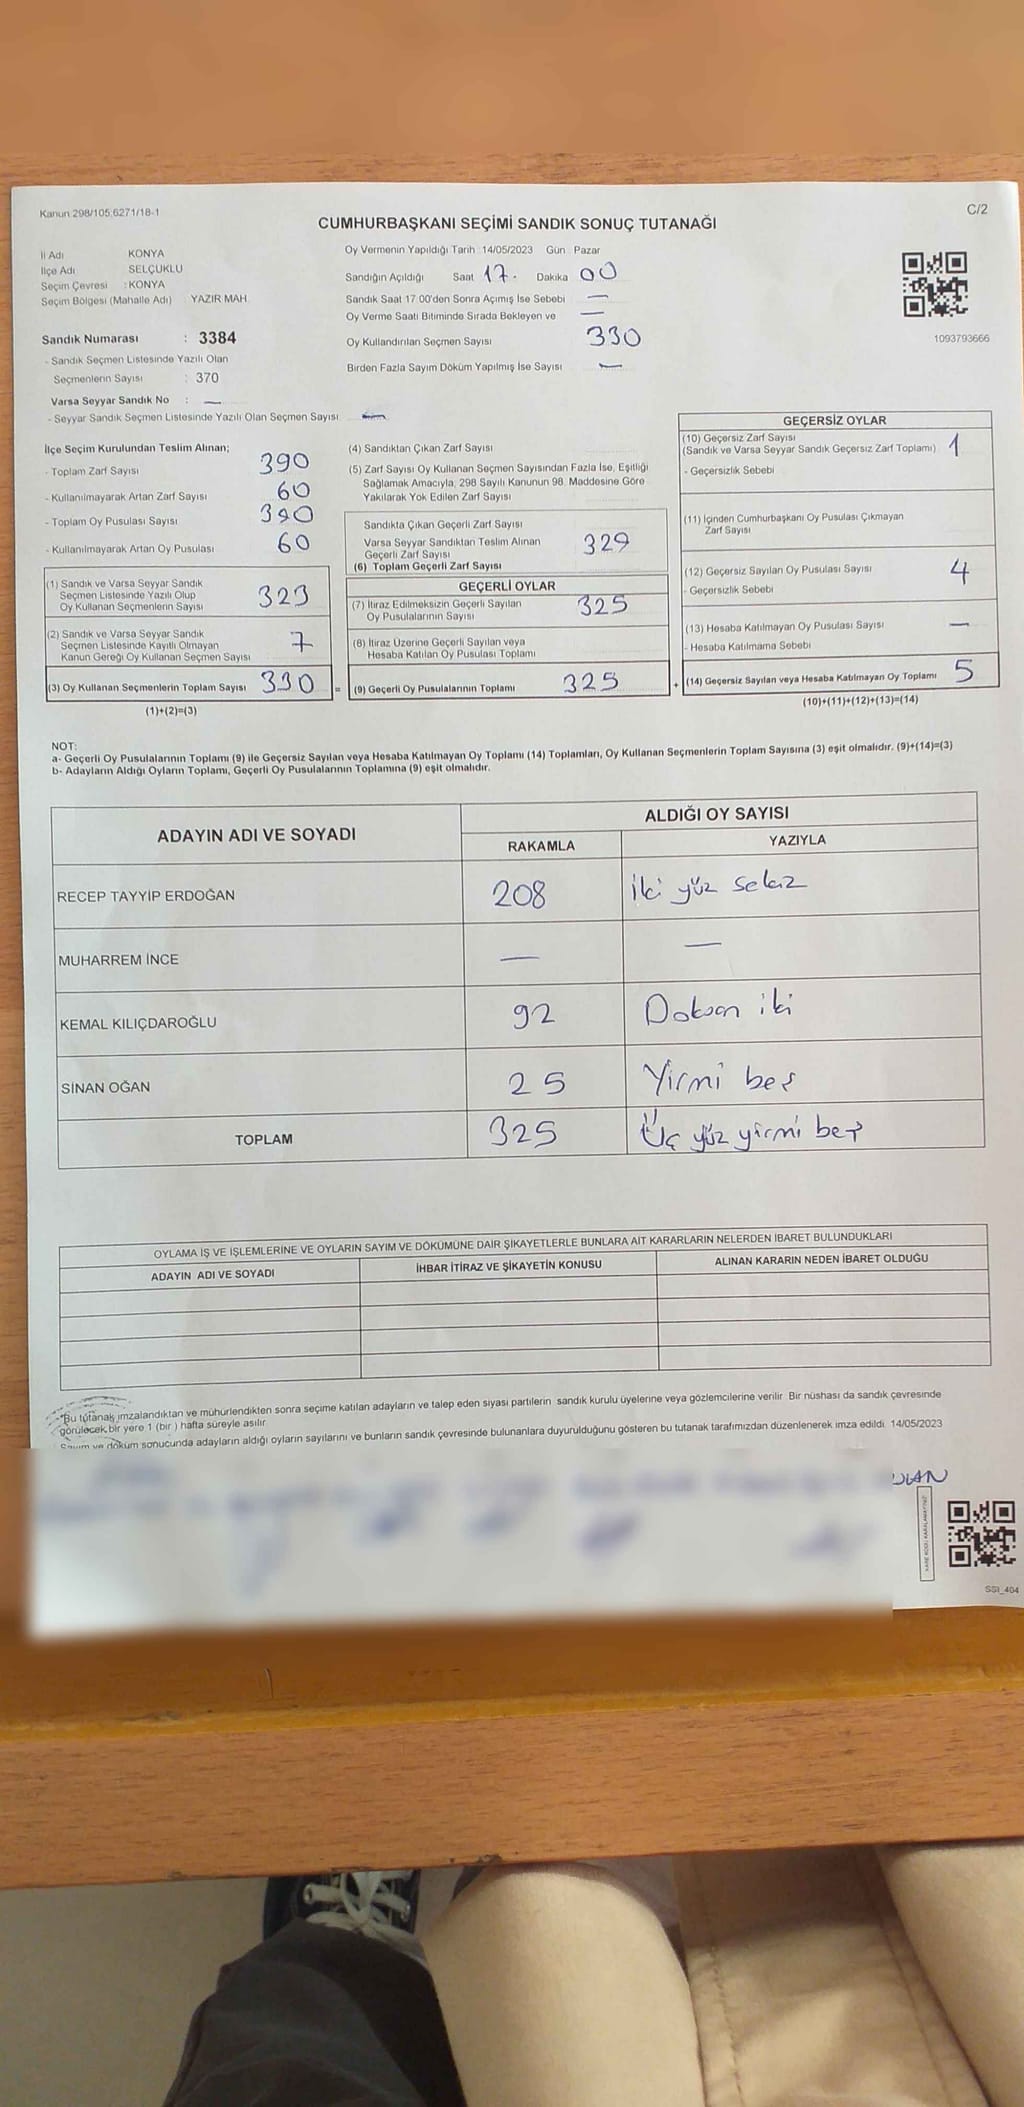 Kanun 298/105,6271/18-1
C/2
CUMHURBAŞKANI SEÇİMİ SANDIK SONUÇ TUTANAĞI
İl Adı KONYA
İlçe Adı SELÇUKLU
Seçim Çevresi : KONYA
Seçim Bölgesi (Mahalle Adı) YAZIR MAH.
Sandık Numarası : 3384
- Sandık Seçmen Listesinde Yazılı Olan
Seçmenlerin Sayısı : 370
Varsa Seyyar Sandık No : —
- Seyyar Sandık Seçmen Listesinde Yazılı Olan Seçmen Sayısı —
Oy Vermenin Yapıldığı Tarih :14/05/2023 Gün Pazar
Sandığın Açıldığı Saat 17. Dakika 00
Sandık Saat 17:00'den Sonra Açımış İse Sebebi —
Oy Verme Saati Bitiminde Sırada Bekleyen ve —
Oy Kullandırılan Seçmen Sayısı 330
Birden Fazla Sayım Döküm Yapılmış İse Sayısı —
1093793666
İlçe Seçim Kurulundan Teslim Alınan;
- Toplam Zarf Sayısı 390
- Kullanılmayarak Artan Zarf Sayısı 60
- Toplam Oy Pusulası Sayısı 390
- Kullanılmayarak Artan Oy Pusulası 60
(1) Sandık ve Varsa Seyyar Sandık
Seçmen Listesinde Yazılı Olup
Oy Kullanan Seçmenlerin Sayısı 323
(2) Sandık ve Varsa Seyyar Sandık
Seçmen Listesinde Kayıtlı Olmayan
Kanun Gereği Oy Kullanan Seçmen Sayısı 7
(3) Oy Kullanan Seçmenlerin Toplam Sayısı 330
(1)+(2)=(3)
(4) Sandıktan Çıkan Zarf Sayısı
(5) Zarf Sayısı Oy Kullanan Seçmen Sayısından Fazla İse, Eşitliği
Sağlamak Amacıyla, 298 Sayılı Kanunun 98. Maddesine Göre
Yakılarak Yok Edilen Zarf Sayısı
Sandıkta Çıkan Geçerli Zarf Sayısı
Varsa Seyyar Sandıktan Teslim Alınan
Geçerli Zarf Sayısı
(6) Toplam Geçerli Zarf Sayısı 329
GEÇERLİ OYLAR
(7) İtiraz Edilmeksizin Geçerli Sayılan
Oy Pusulalarının Sayısı 325
(8) İtiraz Üzerine Geçerli Sayılan veya
Hesaba Katılan Oy Pusulası Toplamı
= (9) Geçerli Oy Pusulalarının Toplamı 325
GEÇERSİZ OYLAR
(10) Geçersiz Zarf Sayısı
(Sandık ve Varsa Seyyar Sandık Geçersiz Zarf Toplamı) 1
- Geçersizlik Sebebi
(11) İçinden Cumhurbaşkanı Oy Pusulası Çıkmayan
Zarf Sayısı
(12) Geçersiz Sayılan Oy Pusulası Sayısı 4
- Geçersizlik Sebebi
(13) Hesaba Katılmayan Oy Pusulası Sayısı —
- Hesaba Katılmama Sebebi
+ (14) Geçersiz Sayılan veya Hesaba Katılmayan Oy Toplamı 5
(10)+(11)+(12)+(13)=(14)
NOT:
a- Geçerli Oy Pusulalarının Toplamı (9) ile Geçersiz Sayılan veya Hesaba Katılmayan Oy Toplamı (14) Toplamları, Oy Kullanan Seçmenlerin Toplam Sayısına (3) eşit olmalıdır. (9)+(14)=(3)
b- Adayların Aldığı Oyların Toplamı, Geçerli Oy Pusulalarının Toplamına (9) eşit olmalıdır.
ADAYIN ADI VE SOYADI
ALDIĞI OY SAYISI
RAKAMLA YAZIYLA
RECEP TAYYİP ERDOĞAN 208 iki yüz sekiz
MUHARREM İNCE — —
KEMAL KILIÇDAROĞLU 92 Doksan iki
SİNAN OĞAN 25 Yirmi beş
TOPLAM 325 Üç yüz yirmi beş
OYLAMA İŞ VE İŞLEMLERİNE VE OYLARIN SAYIM VE DÖKÜMÜNE DAİR ŞİKAYETLERLE BUNLARA AİT KARARLARIN NELERDEN İBARET BULUNDUKLARI
ADAYIN ADI VE SOYADI İHBAR İTİRAZ VE ŞİKAYETİN KONUSU ALINAN KARARIN NEDEN İBARET OLDUĞU
"Bu tutanak imzalandıktan ve mühürlendikten sonra seçime katılan adayların ve talep eden siyasi partilerin sandık kurulu üyelerine veya gözlemcilerine verilir. Bir nüshası da sandık çevresinde
görülecek bir yere 1 (bir ) hafta süreyle asılır.
Sayım ve döküm sonucunda adayların aldığı oyların sayılarını ve bunların sandık çevresinde bulunanlara duyurulduğunu gösteren bu tutanak tarafımızdan düzenlenerek imza edildi. 14/05/2023
SSI_404